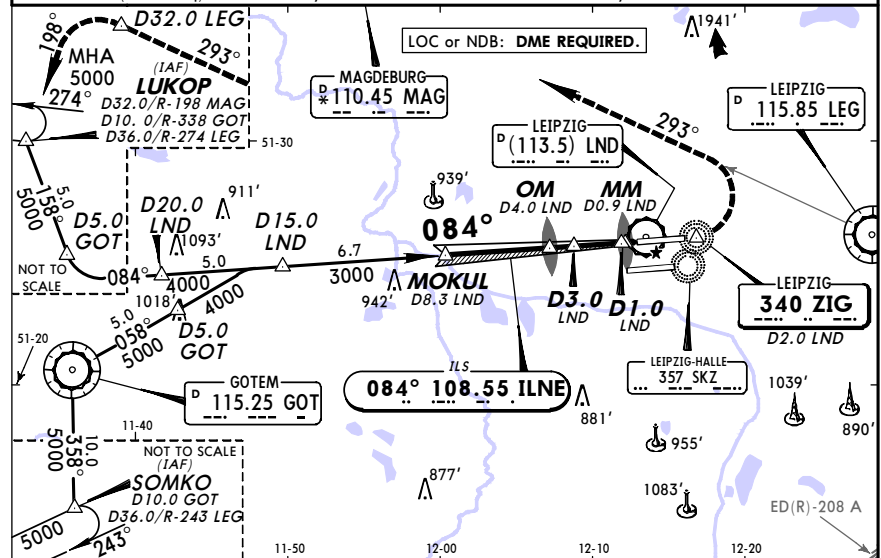 D32.0 LEG
198°
293°
MHA
5000
274°
(IAF)
LUKOP
D32.0/R-198 MAG
D10. 0/R-338 GOT
D36.0/R-274 LEG
51-30
LOC or NDB: DME REQUIRED.
1941'
MAGDEBURG
D
* 110.45 MAG
LEIPZIG
D (113.5) LND
293°
LEIPZIG
D 115.85 LEG
5.0
158°
5000
D5.0
GOT
NOT TO
SCALE
D20.0
LND
911'
1093'
D15.0
LND
939'
084°
OM
D4.0 LND
MM
D0.9 LND
084°
5.0
4000
6.7
3000
4000
1018'
942'
MOKUL
D8.3 LND
D3.0
LND
D1.0
LND
LEIPZIG
340 ZIG
D2.0 LND
5.0
058°
5000
D5.0
GOT
51-20
GOTEM
D 115.25 GOT
ILS
084° 108.55 ILNE
LEIPZIG-HALLE
357 SKZ
881'
1039'
890'
955'
11-40
10.0
358°
5000
NOT TO SCALE
(IAF)
SOMKO
D10.0 GOT
D36.0/R-243 LEG
5000
243°
877'
1083'
ED(R)-208 A
11-50
12-00
12-10
12-20